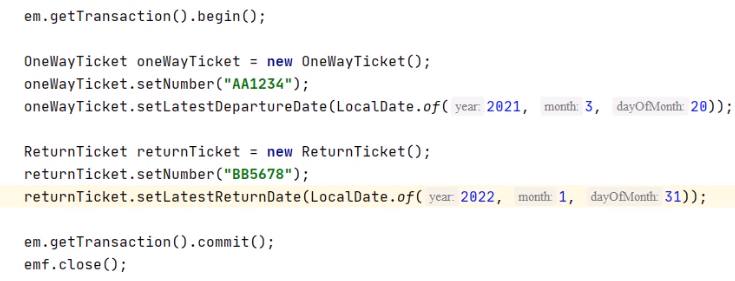 em.getTransaction().begin();
OneWayTicket oneWayTicket = new OneWayTicket();
oneWayTicket.setNumber("AA1234");
oneWayTicket.setLatestDepartureDate(LocalDate.of( year: 2021, month: 3, dayOfMonth: 20));
ReturnTicket returnTicket = new ReturnTicket();
returnTicket.setNumber("BB5678");
returnTicket.setLatestReturnDate(LocalDate.of( year: 2022, month: 1, dayOfMonth: 31));
em.getTransaction().commit();
emf.close();